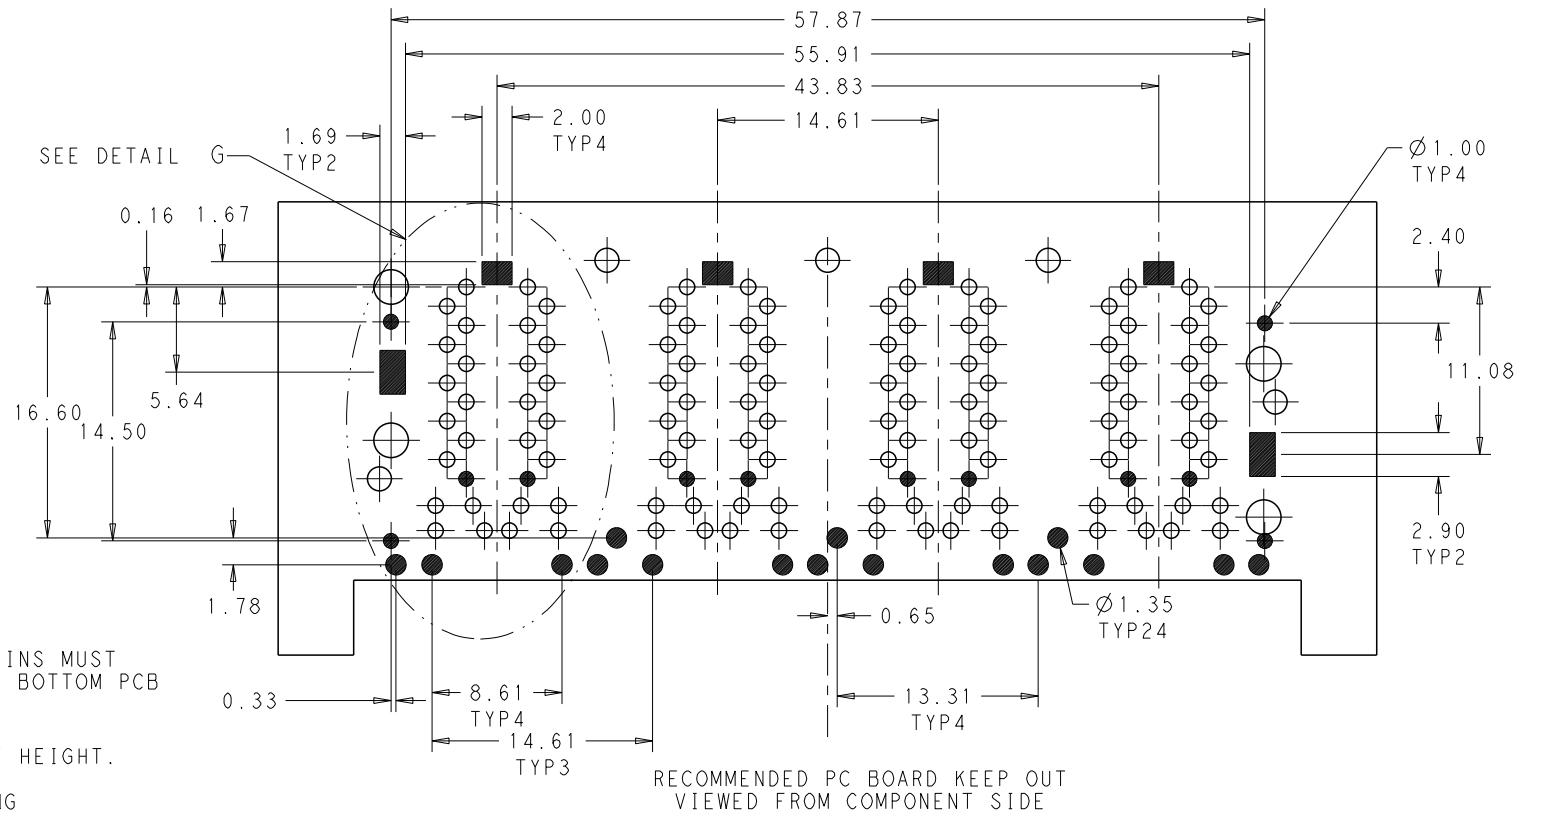 57.87
55.91
43.83
2.00
TYP4
14.61
1.69
TYP2
SEE DETAIL G
Ø1.00
TYP4
0.16
1.67
2.40
16.60
14.50
5.64
11.08
2.90
TYP2
1.78
0.65
Ø1.35
TYP24
INS MUST
BOTTOM PCB
0.33
8.61
TYP4
13.31
TYP4
14.61
TYP3
HEIGHT.
RECOMMENDED PC BOARD KEEP OUT
VIEWED FROM COMPONENT SIDE